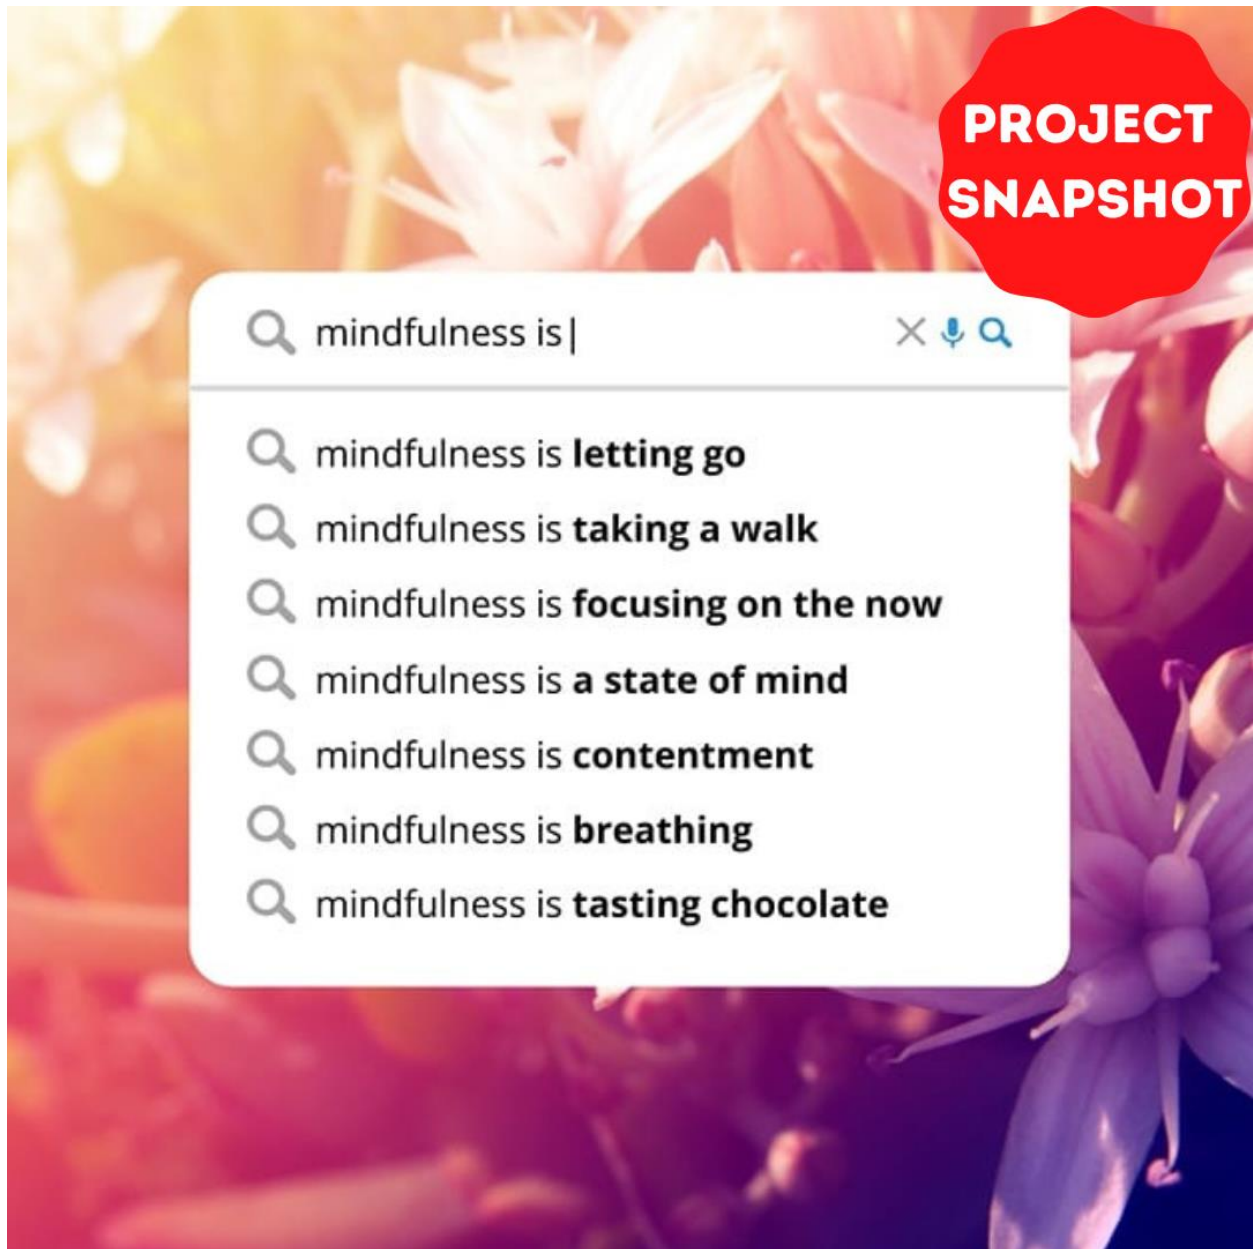 PROJECT
SNAPSHOT
mindfulness is
mindfulness is letting go
mindfulness is taking a walk
mindfulness is focusing on the now
mindfulness is a state of mind
mindfulness is contentment
mindfulness is breathing
mindfulness is tasting chocolate